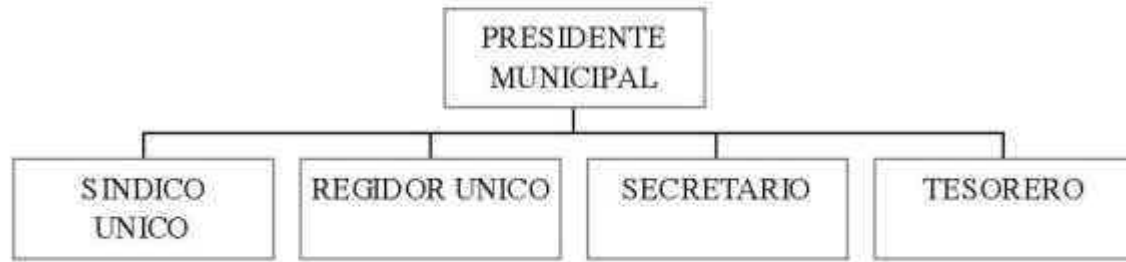 PRESIDENTE
MUNICIPAL
SINDICO
UNICO
REGIDOR UNICO
SECRETARIO
TESORERO